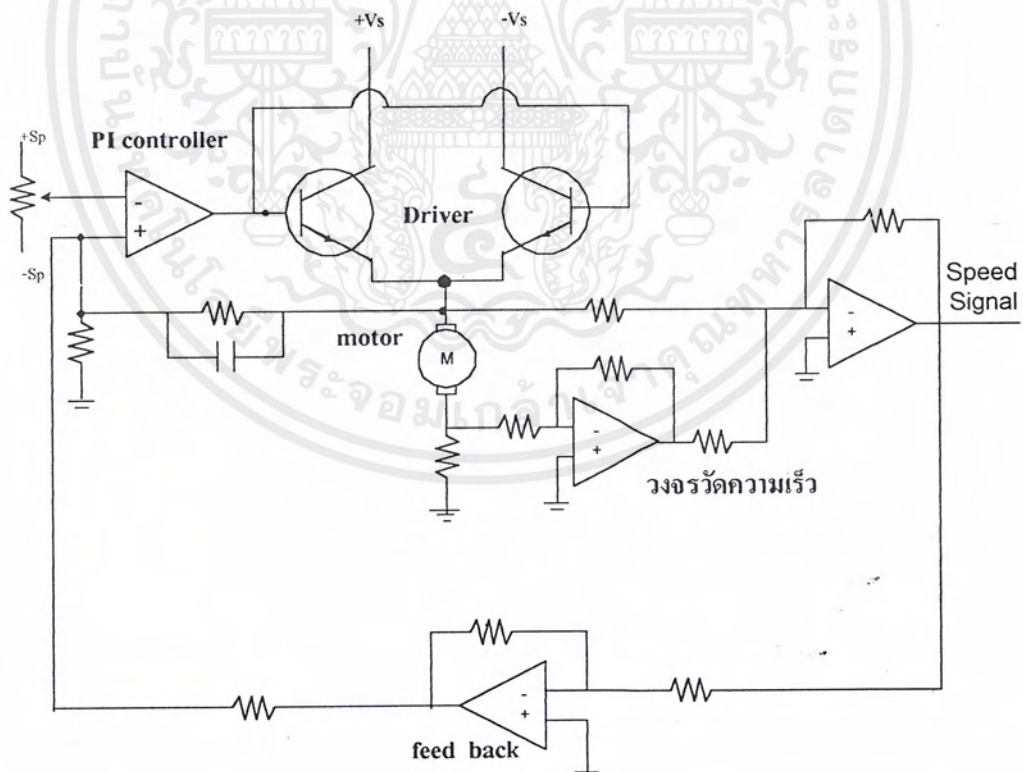 +Vs
-Vs
+Sp
PI controller
-
+
-Sp
Driver
motor
M
-
+
วงจรวัดความเร็ว
-
+
Speed
Signal
-
+
feed back